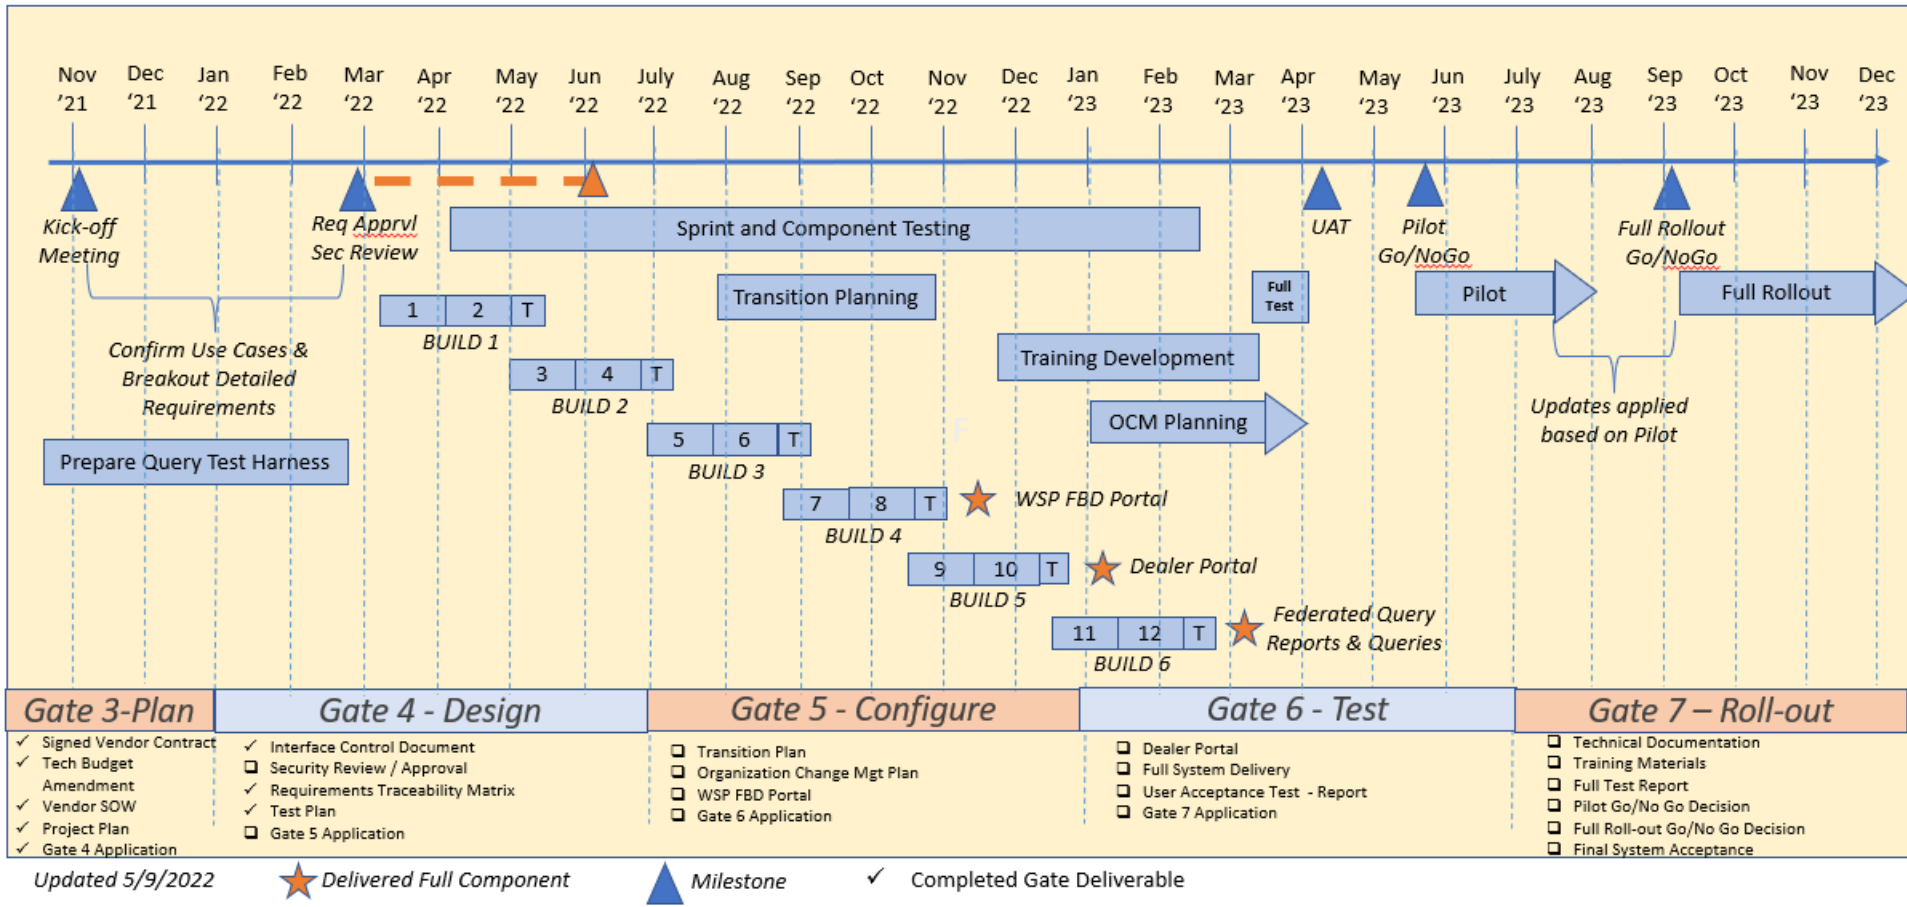 Nov Dec Jan Feb Mar Apr May Jun July Aug Sep Oct Nov Dec Jan Feb Mar Apr May Jun July Aug Sep Oct Nov Dec
‘21 ‘21 ‘22 ‘22 ‘22 ‘22 ‘22 ‘22 ‘22 ‘22 ‘22 ‘22 ‘22 ‘22 ‘23 ‘23 ‘23 ‘23 ‘23 ‘23 ‘23 ‘23 ‘23 ‘23 ‘23 ‘23
Kick-off
Meeting
Req Apprvl
Sec Review
Sprint and Component Testing
UAT
Pilot
Go/NoGo
Full Rollout
Go/NoGo
Transition Planning
Full
Test
Pilot
Full Rollout
1 2 T
BUILD 1
Confirm Use Cases &
Breakout Detailed
Requirements
Training Development
3 4 T
BUILD 2
OCM Planning
Updates applied
based on Pilot
F
5 6 T
BUILD 3
Prepare Query Test Harness
7 8 T
BUILD 4
WSP FBD Portal
9 10 T
BUILD 5
Dealer Portal
11 12 T
BUILD 6
Federated Query
Reports & Queries
Gate 3-Plan
✓ Signed Vendor Contract
✓ Tech Budget
Amendment
✓ Vendor SOW
✓ Project Plan
✓ Gate 4 Application
Gate 4 - Design
✓ Interface Control Document
❑ Security Review / Approval
✓ Requirements Traceability Matrix
✓ Test Plan
❑ Gate 5 Application
Gate 5 - Configure
❑ Transition Plan
❑ Organization Change Mgt Plan
❑ WSP FBD Portal
❑ Gate 6 Application
Gate 6 - Test
❑ Dealer Portal
❑ Full System Delivery
❑ User Acceptance Test - Report
❑ Gate 7 Application
Gate 7 – Roll-out
❑ Technical Documentation
❑ Training Materials
❑ Full Test Report
❑ Pilot Go/No Go Decision
❑ Full Roll-out Go/No Go Decision
❑ Final System Acceptance
Updated 5/9/2022
Delivered Full Component
Milestone
✓ Completed Gate Deliverable